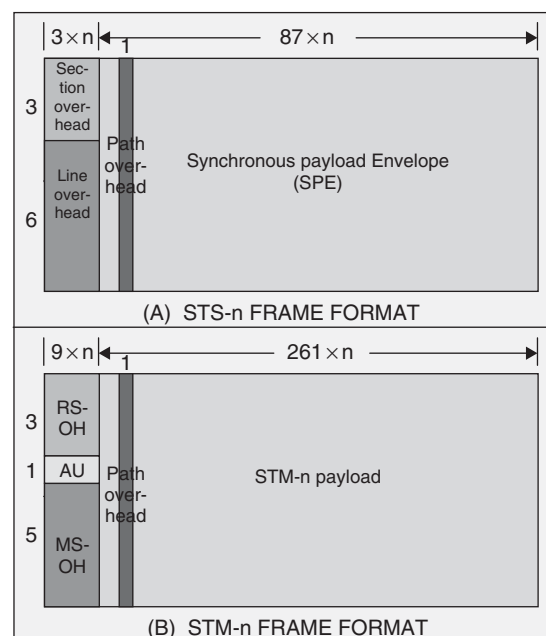 3 × n
87 × n
1
3
Sec-
tion
over-
head
Path
over-
head
Synchronous payload Envelope
(SPE)
Line
over-
head
6
(A) STS-n FRAME FORMAT
9 × n
261 × n
1
3
RS-
OH
1
AU
Path
over-
head
STM-n payload
5
MS-
OH
(B) STM-n FRAME FORMAT